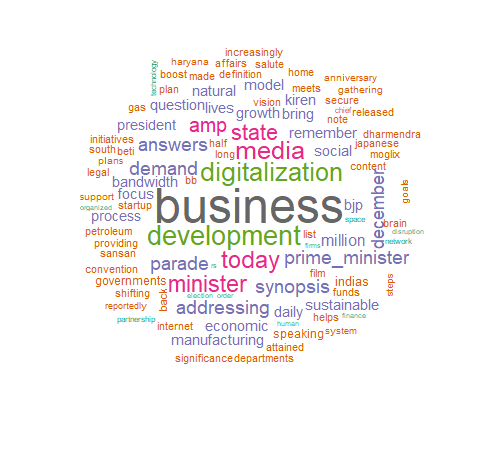 increasingly
haryana affairs salute
technology boost made definition home anniversary
plan natural model meets gathering
gas question lives vision kiren secure
growth bring note chief released
president amp state remember dharmendra
initiatives answers half media social japanese
south beti long moglix
plans demand digitalization content
legal bandwidth bb
support focus business bjp december goals
organized startup space
process brain
petroleum development list million network disruption
providing firms
sansan parade today prime_minister
convention rs film
governments minister synopsis indias steps
shifting back election order funds
reportedly addressing daily sustainable
partnership human helps finance
internet economic speaking system
manufacturing attained
significance departments